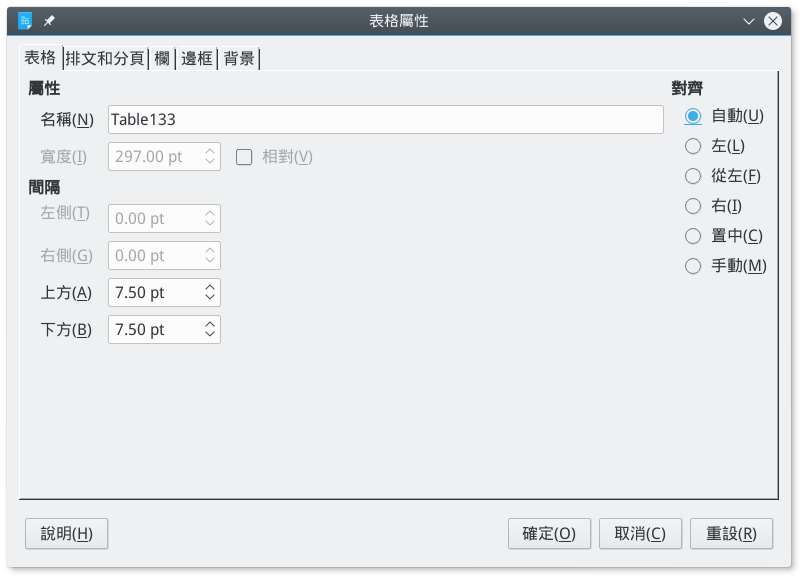 表格屬性
表格 排文和分頁 欄 邊框 背景
屬性
名稱(N) Table133
寬度(I) 297.00 pt 相對(V)
間隔
左側(T) 0.00 pt
右側(G) 0.00 pt
上方(A) 7.50 pt
下方(B) 7.50 pt
對齊
自動(U)
左(L)
從左(F)
右(I)
置中(C)
手動(M)
說明(H) 確定(O) 取消(C) 重設(R)